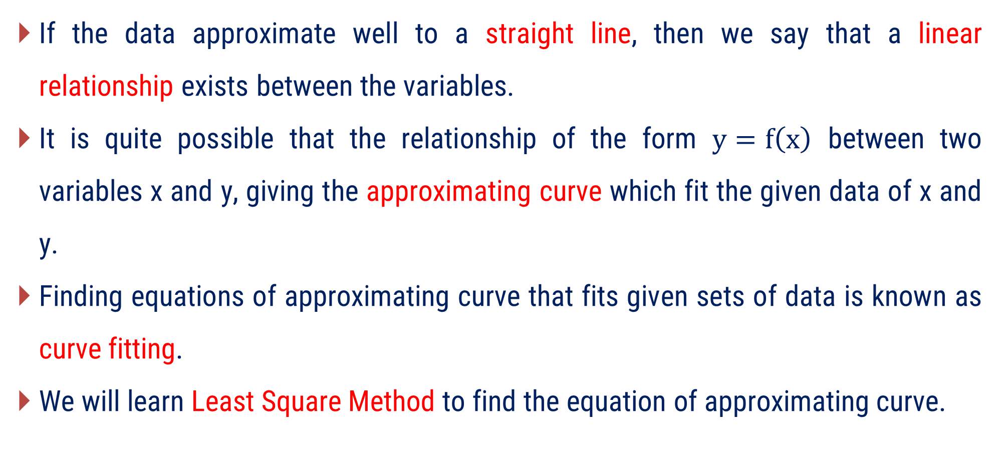 If the data approximate well to a straight line, then we say that a linear
relationship exists between the variables.
It is quite possible that the relationship of the form y = f(x) between two
variables x and y, giving the approximating curve which fit the given data of x and
y.
Finding equations of approximating curve that fits given sets of data is known as
curve fitting.
We will learn Least Square Method to find the equation of approximating curve.